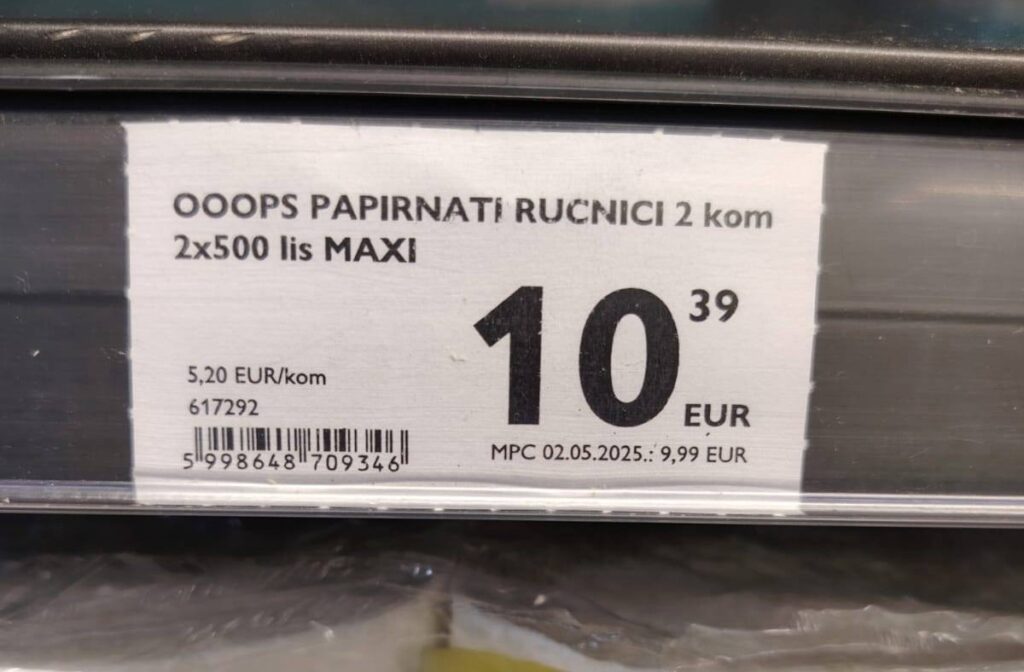 OOOPS PAPIRNATI RUCNICI 2 kom
2x500 lis MAXI
10 39
EUR
5,20 EUR/kom
617292
5 998648 709346
MPC 02.05.2025.: 9,99 EUR